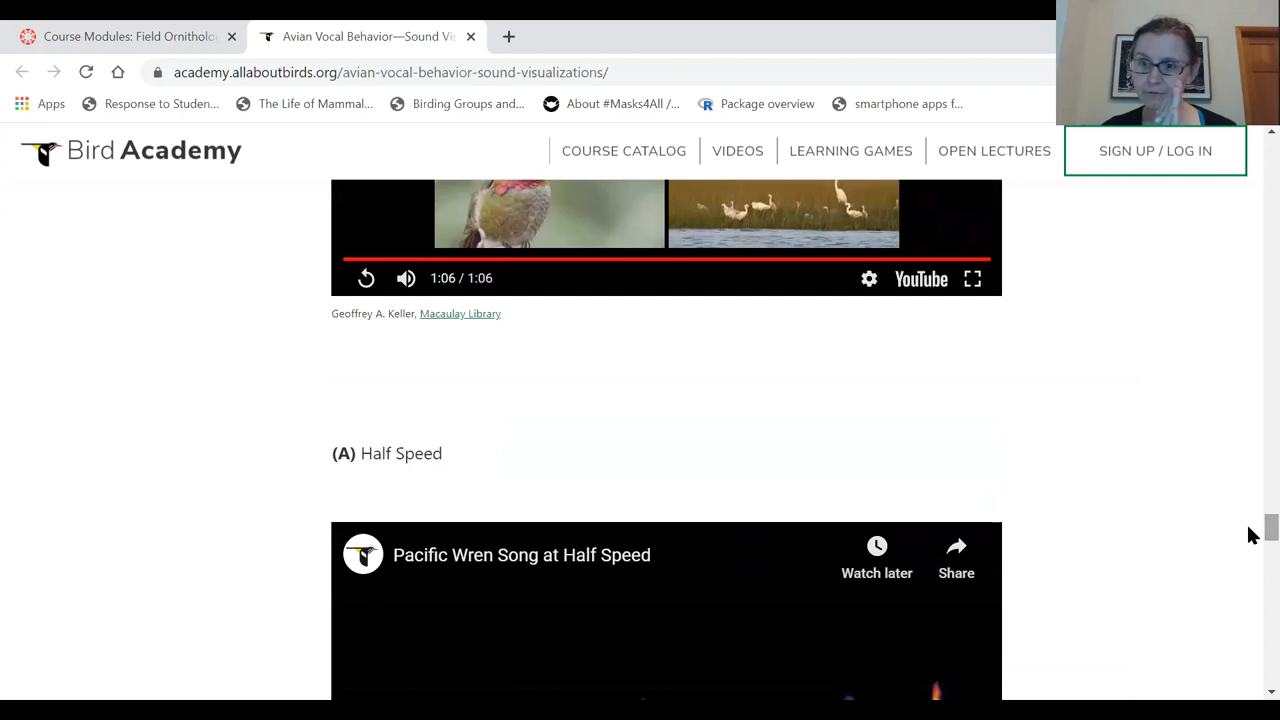 Course Modules: Field Ornitholo
Avian Vocal Behavior—Sound Vis
academy.allaboutbirds.org/avian-vocal-behavior-sound-visualizations/
Apps
Response to Studen...
The Life of Mammal...
Birding Groups and...
About #Masks4All /...
Package overview
smartphone apps f...
Bird Academy
COURSE CATALOG
VIDEOS
LEARNING GAMES
OPEN LECTURES
SIGN UP / LOG IN
1:06 / 1:06
YouTube
Geoffrey A. Keller, Macaulay Library
(A) Half Speed
Pacific Wren Song at Half Speed
Watch later
Share